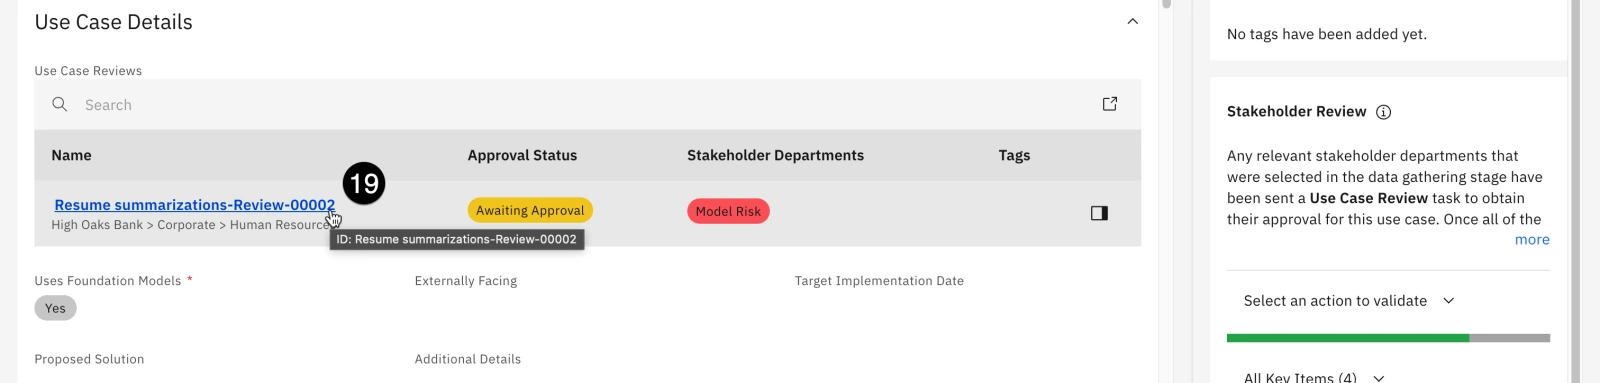 Use Case Details
Use Case Reviews
Search
Name Approval Status Stakeholder Departments Tags
19
Resume summarizations-Review-00002 Awaiting Approval Model Risk
High Oaks Bank > Corporate > Human Resource
ID: Resume summarizations-Review-00002
Uses Foundation Models * Externally Facing Target Implementation Date
Yes
Proposed Solution Additional Details
No tags have been added yet.
Stakeholder Review
Any relevant stakeholder departments that
were selected in the data gathering stage have
been sent a Use Case Review task to obtain
their approval for this use case. Once all of the
more
Select an action to validate
All Key Items (4)